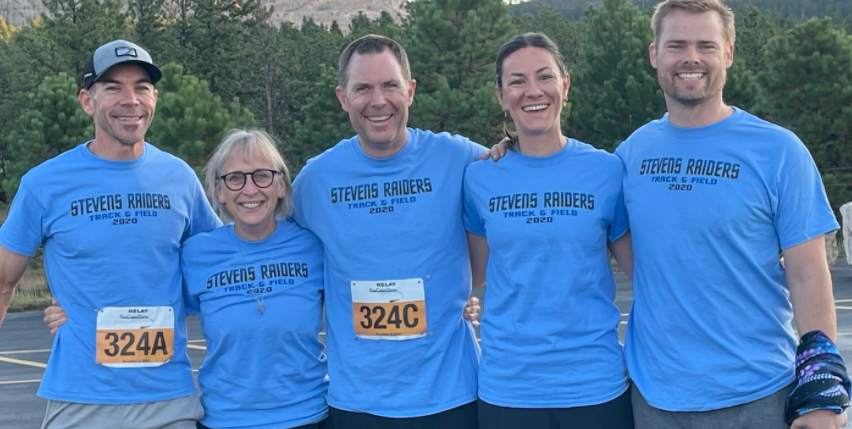 STEVENS RAIDERS
TRACK & FIELD
2020
STEVENS RAIDERS
TRACK & FIELD
2020
STEVENS RAIDERS
TRACK & FIELD
2020
STEVENS RAIDERS
TRACK & FIELD
2020
STEVENS RAIDERS
TRACK & FIELD
2020
RELAY
324A
RELAY
324C